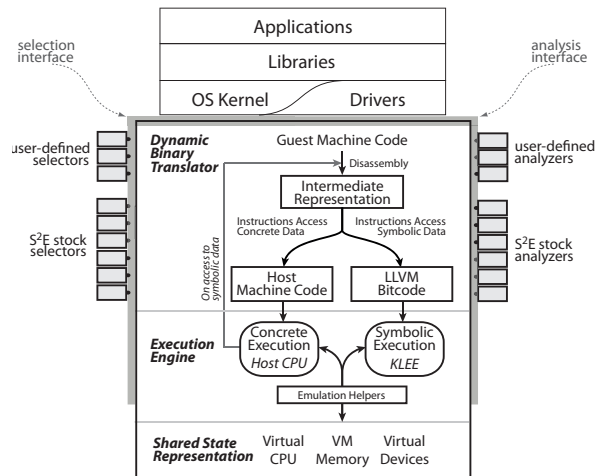 selection
interface
Applications
Libraries
OS Kernel
Drivers
analysis
interface
user-defined
selectors
S²E stock
selectors
Dynamic
Binary
Translator
Guest Machine Code
Disassembly
Intermediate
Representation
Instructions Access
Concrete Data
Instructions Access
Symbolic Data
On access to
symbolic data
Host
Machine Code
LLVM
Bitcode
user-defined
analyzers
S²E stock
analyzers
Execution
Engine
Concrete
Execution
Host CPU
Symbolic
Execution
KLEE
Emulation Helpers
Shared State
Representation
Virtual
CPU
VM
Memory
Virtual
Devices